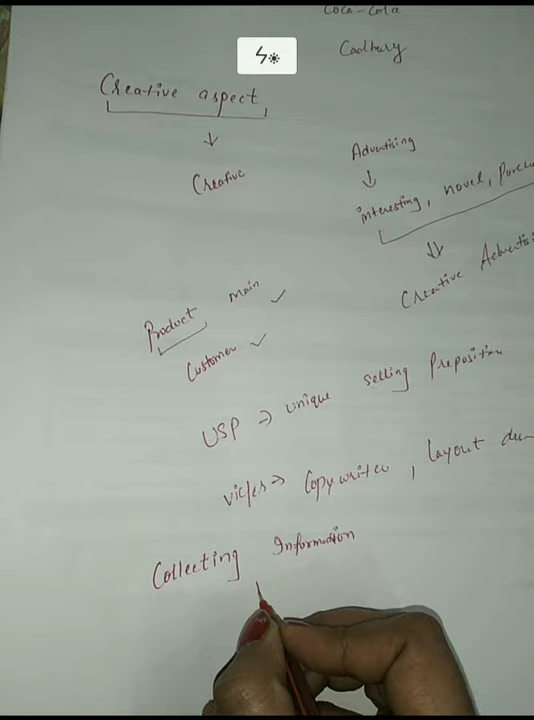 Coca-Cola
Cadbury
Creative aspect
↓
Creative
Advertising
↓
interesting, novel,
⇓
Creative
Product main ✓
Customer ✓
USP → Unique selling Preposition
→ Copywriter, Layout
Collecting Information